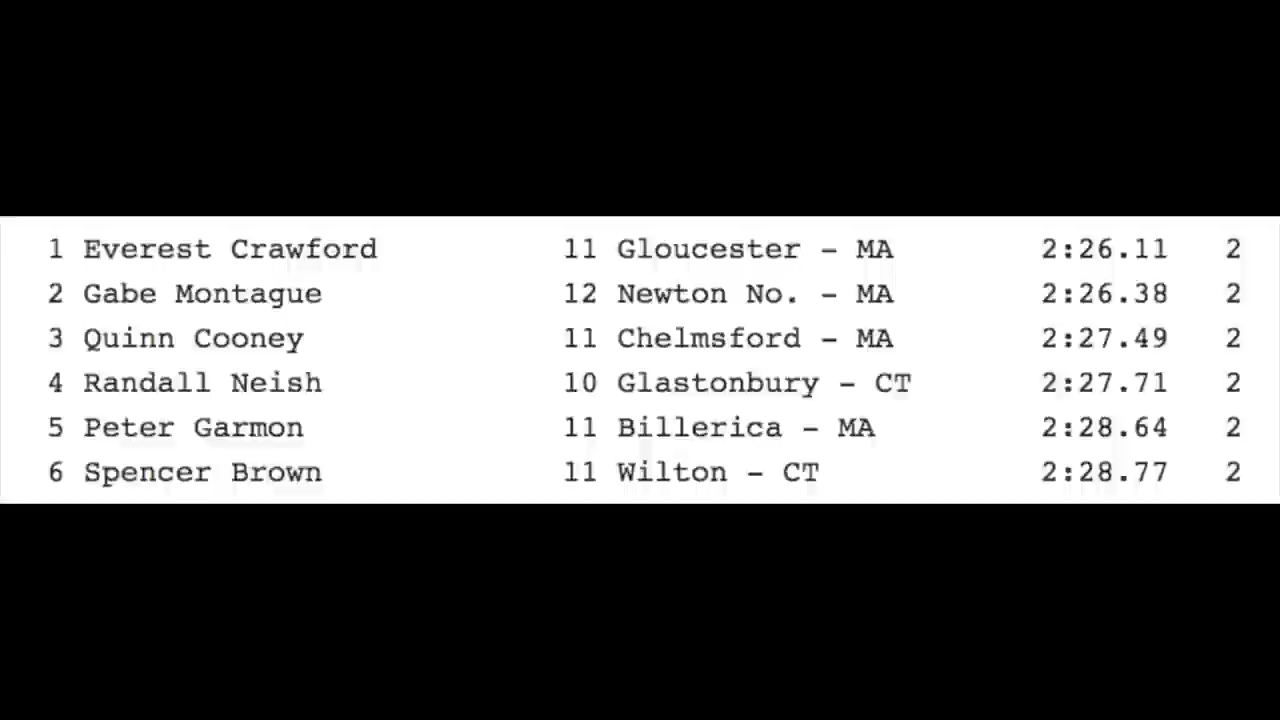 1 Everest Crawford 11 Gloucester - MA 2:26.11 2
2 Gabe Montague 12 Newton No. - MA 2:26.38 2
3 Quinn Cooney 11 Chelmsford - MA 2:27.49 2
4 Randall Neish 10 Glastonbury - CT 2:27.71 2
5 Peter Garmon 11 Billerica - MA 2:28.64 2
6 Spencer Brown 11 Wilton - CT 2:28.77 2